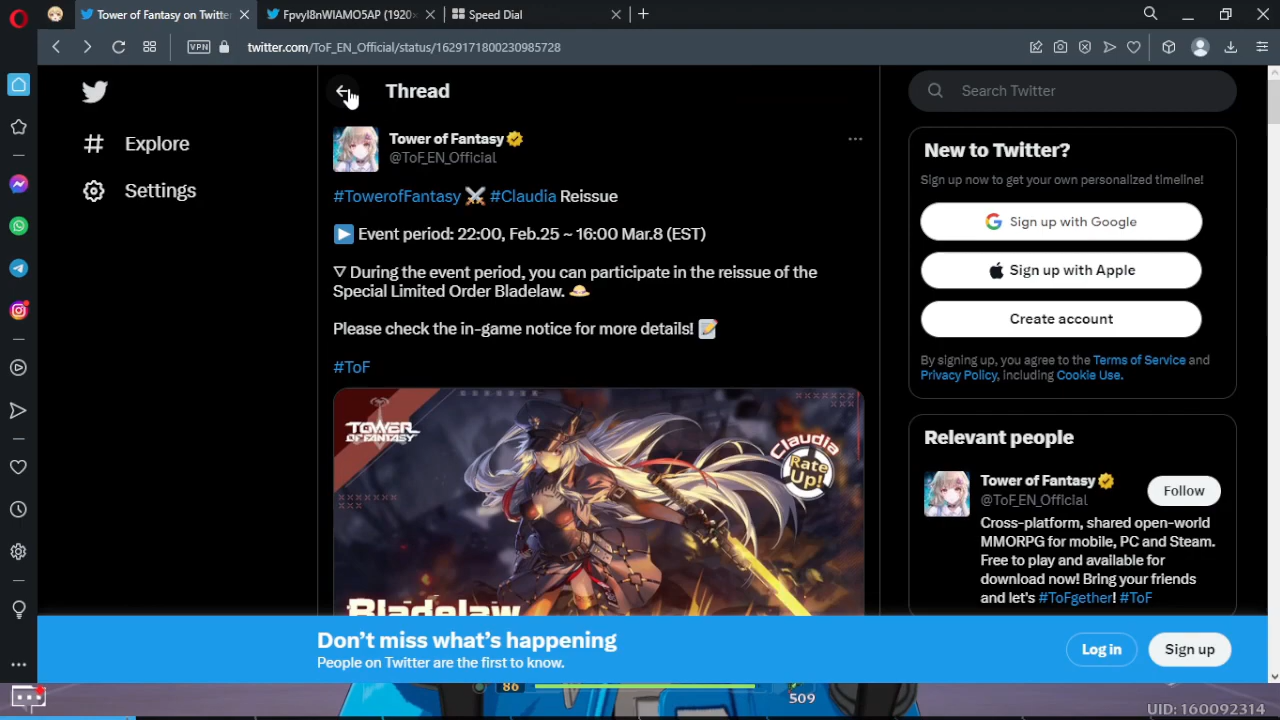 Tower of Fantasy on Twitter
Fpvyl8nWIAMO5AP (1920×
Speed Dial
VPN
twitter.com/ToF_EN_Official/status/1629171800230985728
Explore
Settings
Thread
Tower of Fantasy
@ToF_EN_Official
#TowerofFantasy ⚔️ #Claudia Reissue
▶️ Event period: 22:00, Feb.25 ~ 16:00 Mar.8 (EST)
▽ During the event period, you can participate in the reissue of the
Special Limited Order Bladelaw. 👒
Please check the in-game notice for more details! 📝
#ToF
TOWER
OF FANTASY
Claudia
Rate
Up!
Bladelaw
Search Twitter
New to Twitter?
Sign up now to get your own personalized timeline!
Sign up with Google
Sign up with Apple
Create account
By signing up, you agree to the Terms of Service and
Privacy Policy, including Cookie Use.
Relevant people
Tower of Fantasy
@ToF_EN_Official
Follow
Cross-platform, shared open-world
MMORPG for mobile, PC and Steam.
Free to play and available for
download now! Bring your friends
and let's #ToFgether! #ToF
Don't miss what's happening
People on Twitter are the first to know.
Log in
Sign up
86
509
UID: 160092314